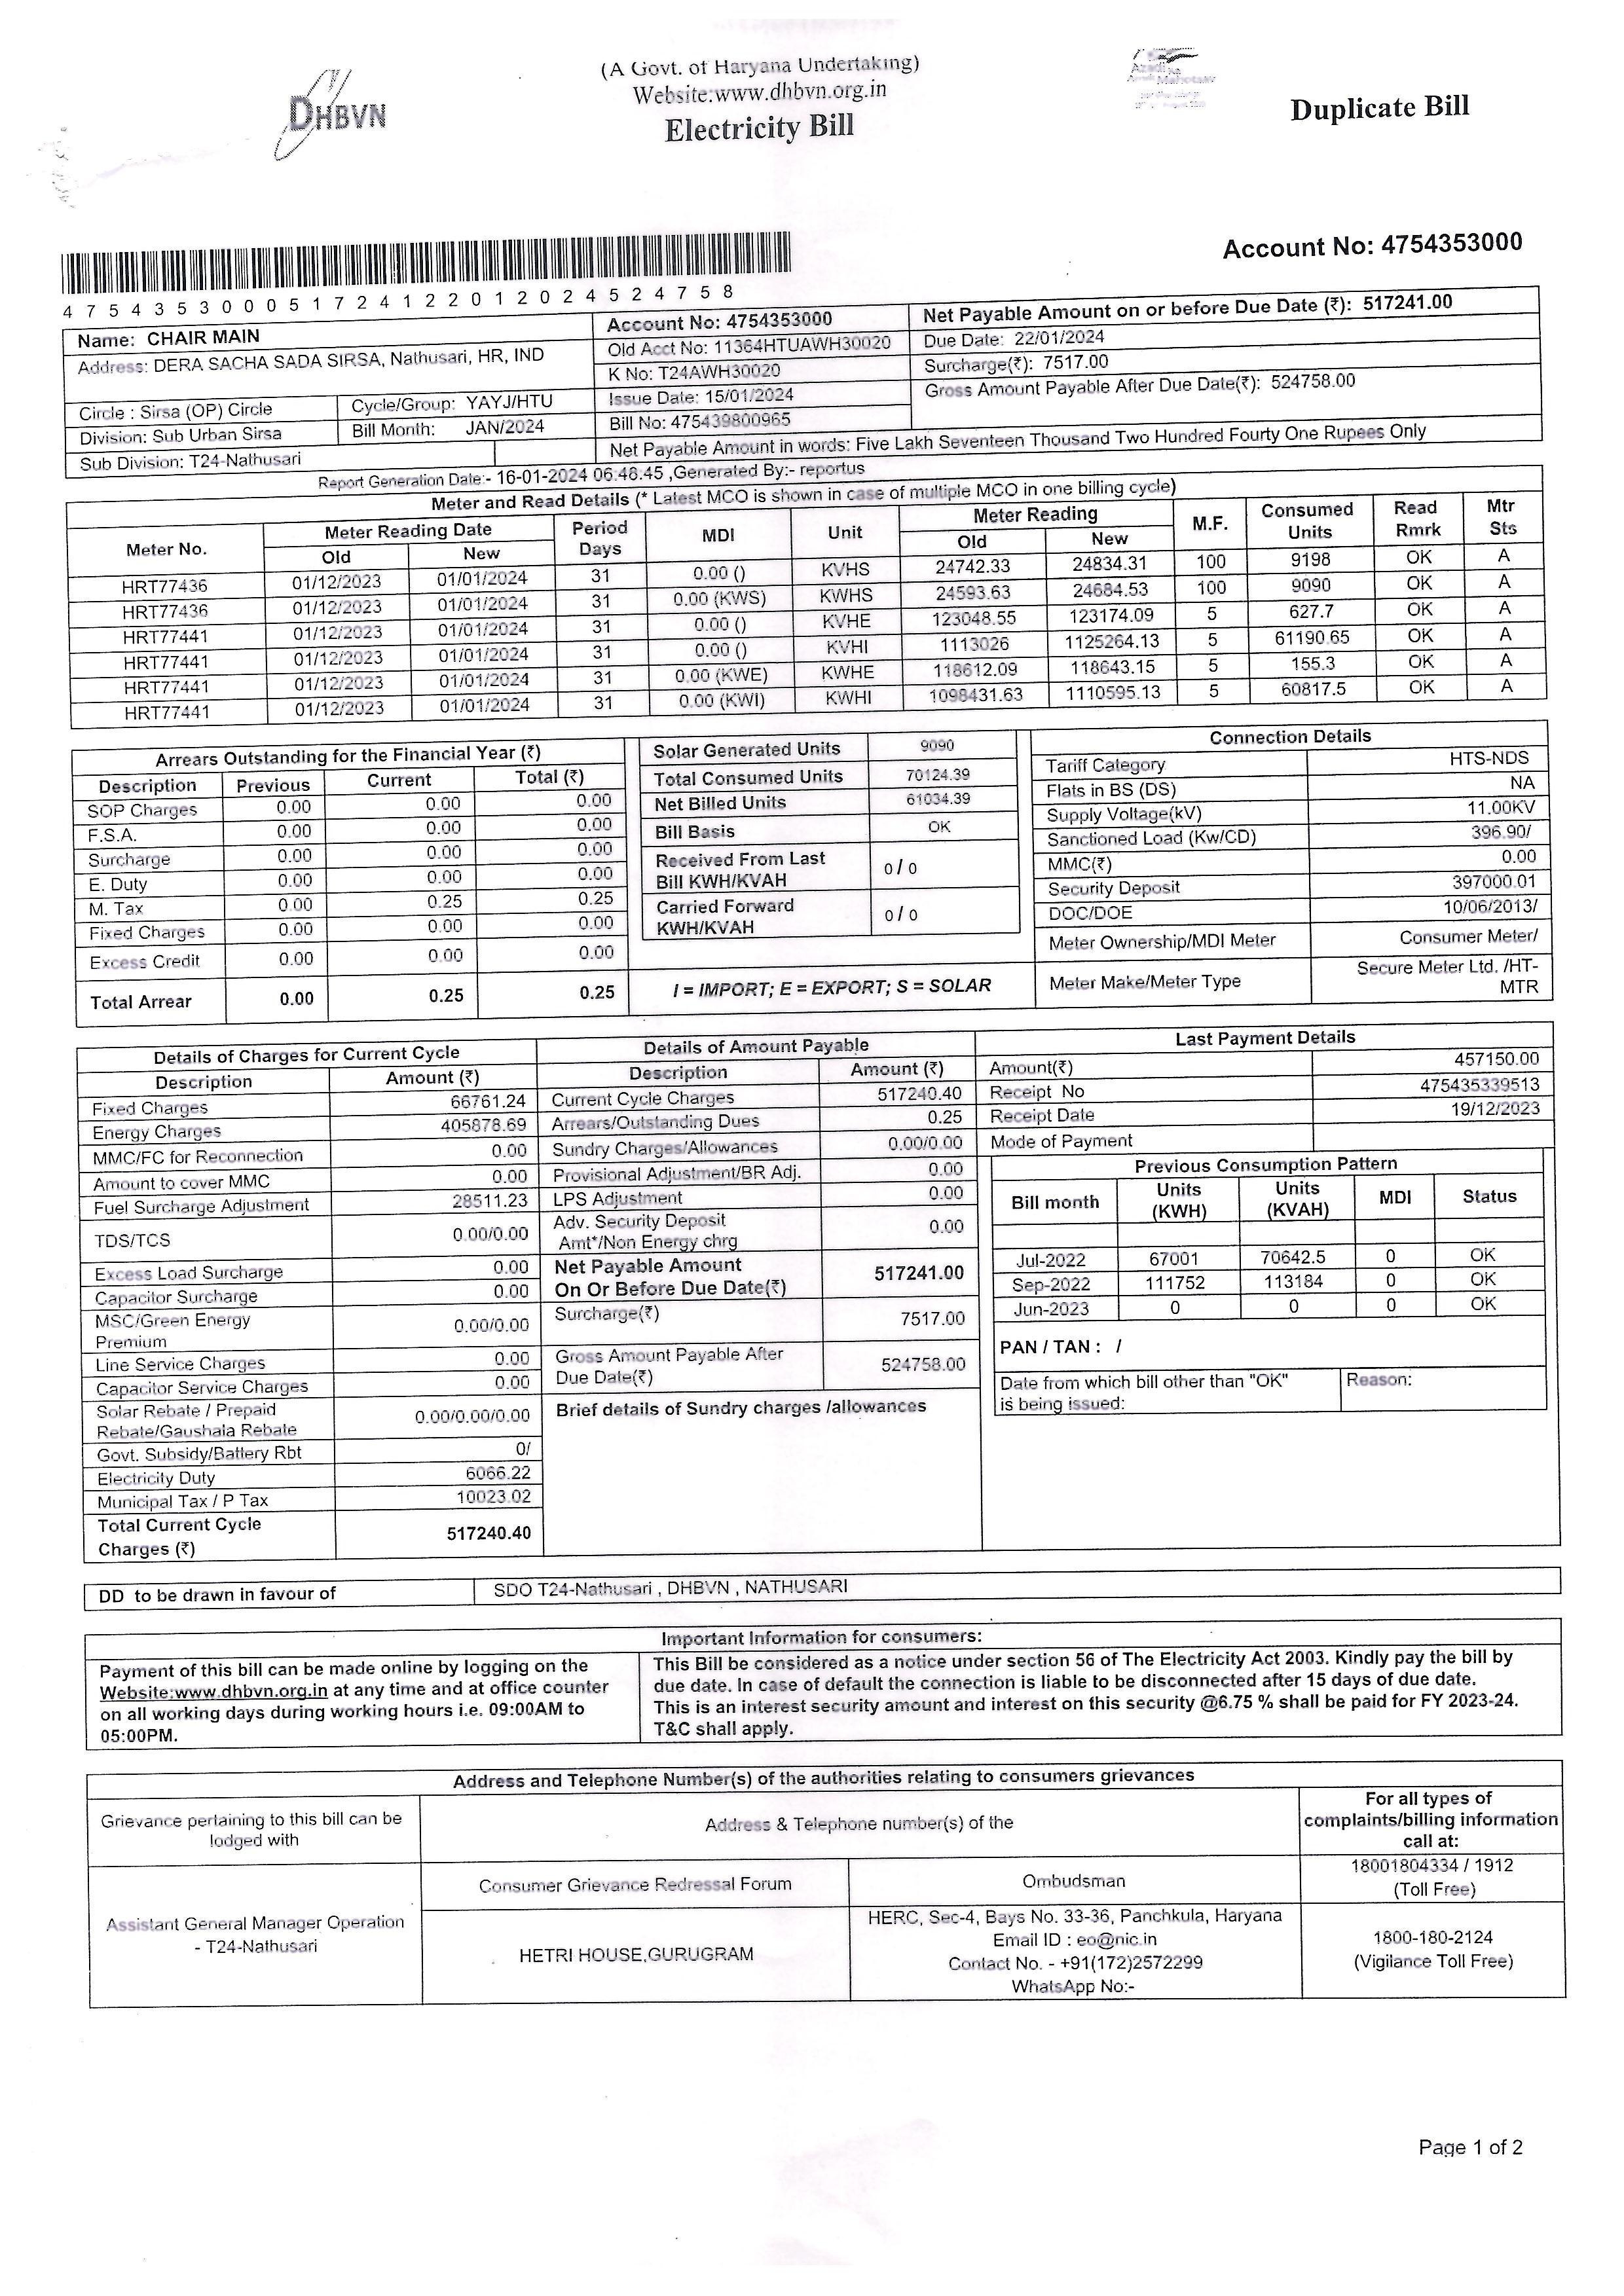 (A Govt. of Haryana Undertaking)
Website:www.dhbvn.org.in
Electricity Bill
DHBVN
Azadi Ka
Amrit Mahotsav
Duplicate Bill
Account No: 4754353000
4754353000517241220120245247 58
Name: CHAIR MAIN
Address: DERA SACHA SADA SIRSA, Nathusari, HR, IND
Circle : Sirsa (OP) Circle
Cycle/Group: YAYJ/HTU
Division: Sub Urban Sirsa
Bill Month: JAN/2024
Sub Division: T24-Nathusari
Account No: 4754353000
Old Acct No: 11364HTUAWH30020
K No: T24AWH30020
Issue Date: 15/01/2024
Bill No: 475439800965
Net Payable Amount on or before Due Date (₹): 517241.00
Due Date: 22/01/2024
Surcharge(₹): 7517.00
Gross Amount Payable After Due Date(₹): 524758.00
Net Payable Amount in words: Five Lakh Seventeen Thousand Two Hundred Fourty One Rupees Only
Report Generation Date:- 16-01-2024 06:48:45 ,Generated By:- reportus
Meter and Read Details (* Latest MCO is shown in case of multiple MCO in one billing cycle)
Meter No. Meter Reading Date Period Days MDI Unit Meter Reading M.F. Consumed Units Read Rmrk Mtr Sts
Old New Old New
HRT77436 01/12/2023 01/01/2024 31 0.00 () KVHS 24742.33 24834.31 100 9198 OK A
HRT77436 01/12/2023 01/01/2024 31 0.00 (KWS) KWHS 24593.63 24684.53 100 9090 OK A
HRT77441 01/12/2023 01/01/2024 31 0.00 () KVHE 123048.55 123174.09 5 627.7 OK A
HRT77441 01/12/2023 01/01/2024 31 0.00 () KVHI 1113026 1125264.13 5 61190.65 OK A
HRT77441 01/12/2023 01/01/2024 31 0.00 (KWE) KWHE 118612.09 118643.15 5 155.3 OK A
HRT77441 01/12/2023 01/01/2024 31 0.00 (KWI) KWHI 1098431.63 1110595.13 5 60817.5 OK A
Arrears Outstanding for the Financial Year (₹)
Description Previous Current Total (₹)
SOP Charges 0.00 0.00 0.00
F.S.A. 0.00 0.00 0.00
Surcharge 0.00 0.00 0.00
E. Duty 0.00 0.00 0.00
M. Tax 0.00 0.25 0.25
Fixed Charges 0.00 0.00 0.00
Excess Credit 0.00 0.00 0.00
Total Arrear 0.00 0.25 0.25
Solar Generated Units 9090
Total Consumed Units 70124.39
Net Billed Units 61034.39
Bill Basis OK
Received From Last
Bill KWH/KVAH 0 / 0
Carried Forward
KWH/KVAH 0 / 0
I = IMPORT; E = EXPORT; S = SOLAR
Connection Details
Tariff Category HTS-NDS
Flats in BS (DS) NA
Supply Voltage(kV) 11.00KV
Sanctioned Load (Kw/CD) 396.90/
MMC(₹) 0.00
Security Deposit 397000.01
DOC/DOE 10/06/2013/
Meter Ownership/MDI Meter Consumer Meter/
Meter Make/Meter Type Secure Meter Ltd. /HT-
MTR
Details of Charges for Current Cycle
Description Amount (₹)
Fixed Charges 66761.24
Energy Charges 405878.69
MMC/FC for Reconnection 0.00
Amount to cover MMC 0.00
Fuel Surcharge Adjustment 28511.23
TDS/TCS 0.00/0.00
Excess Load Surcharge 0.00
Capacitor Surcharge 0.00
MSC/Green Energy
Premium 0.00/0.00
Line Service Charges 0.00
Capacitor Service Charges 0.00
Solar Rebate / Prepaid
Rebate/Gaushala Rebate 0.00/0.00/0.00
Govt. Subsidy/Battery Rbt 0/
Electricity Duty 6066.22
Municipal Tax / P Tax 10023.02
Total Current Cycle
Charges (₹) 517240.40
Details of Amount Payable
Description Amount (₹)
Current Cycle Charges 517240.40
Arrears/Outstanding Dues 0.25
Sundry Charges/Allowances 0.00/0.00
Provisional Adjustment/BR Adj. 0.00
LPS Adjustment 0.00
Adv. Security Deposit
Amt*/Non Energy chrg 0.00
Net Payable Amount
On Or Before Due Date(₹) 517241.00
Surcharge(₹) 7517.00
Gross Amount Payable After
Due Date(₹) 524758.00
Brief details of Sundry charges /allowances
Last Payment Details
Amount(₹) 457150.00
Receipt No 475435339513
Receipt Date 19/12/2023
Mode of Payment
Previous Consumption Pattern
Bill month Units (KWH) Units (KVAH) MDI Status
Jul-2022 67001 70642.5 0 OK
Sep-2022 111752 113184 0 OK
Jun-2023 0 0 0 OK
PAN / TAN : /
Date from which bill other than "OK"
is being issued:
Reason:
DD to be drawn in favour of SDO T24-Nathusari , DHBVN , NATHUSARI
Important Information for consumers:
Payment of this bill can be made online by logging on the
Website:www.dhbvn.org.in at any time and at office counter
on all working days during working hours i.e. 09:00AM to
05:00PM.
This Bill be considered as a notice under section 56 of The Electricity Act 2003. Kindly pay the bill by
due date. In case of default the connection is liable to be disconnected after 15 days of due date.
This is an interest security amount and interest on this security @6.75 % shall be paid for FY 2023-24.
T&C shall apply.
Address and Telephone Number(s) of the authorities relating to consumers grievances
Grievance pertaining to this bill can be
lodged with
Address & Telephone number(s) of the
For all types of
complaints/billing information
call at:
Assistant General Manager Operation
- T24-Nathusari
Consumer Grievance Redressal Forum
HETRI HOUSE,GURUGRAM
Ombudsman
HERC, Sec-4, Bays No. 33-36, Panchkula, Haryana
Email ID : eo@nic.in
Contact No. - +91(172)2572299
WhatsApp No:-
18001804334 / 1912
(Toll Free)
1800-180-2124
(Vigilance Toll Free)
Page 1 of 2